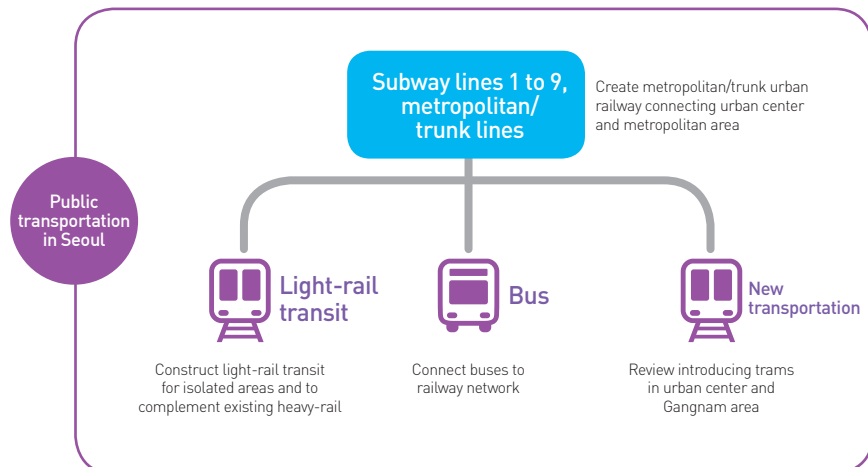 Subway lines 1 to 9,
metropolitan/
trunk lines
Create metropolitan/trunk urban
railway connecting urban center
and metropolitan area
Public
transportation
in Seoul
Light-rail
transit
Construct light-rail transit
for isolated areas and to
complement existing heavy-rail
Bus
Connect buses to
railway network
New
transportation
Review introducing trams
in urban center and
Gangnam area